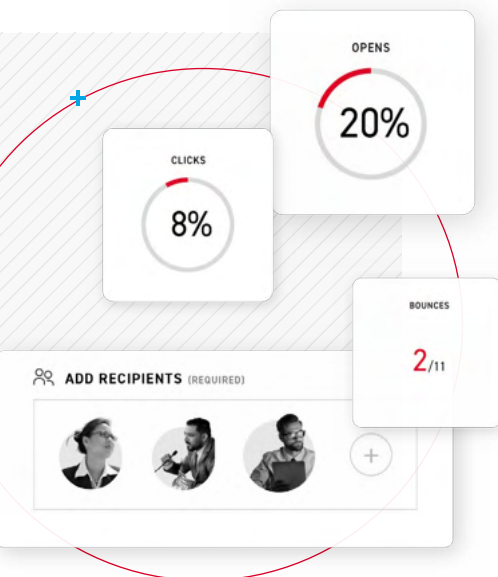 OPENS
20%
CLICKS
8%
BOUNCES
2/11
ADD RECIPIENTS (REQUIRED)